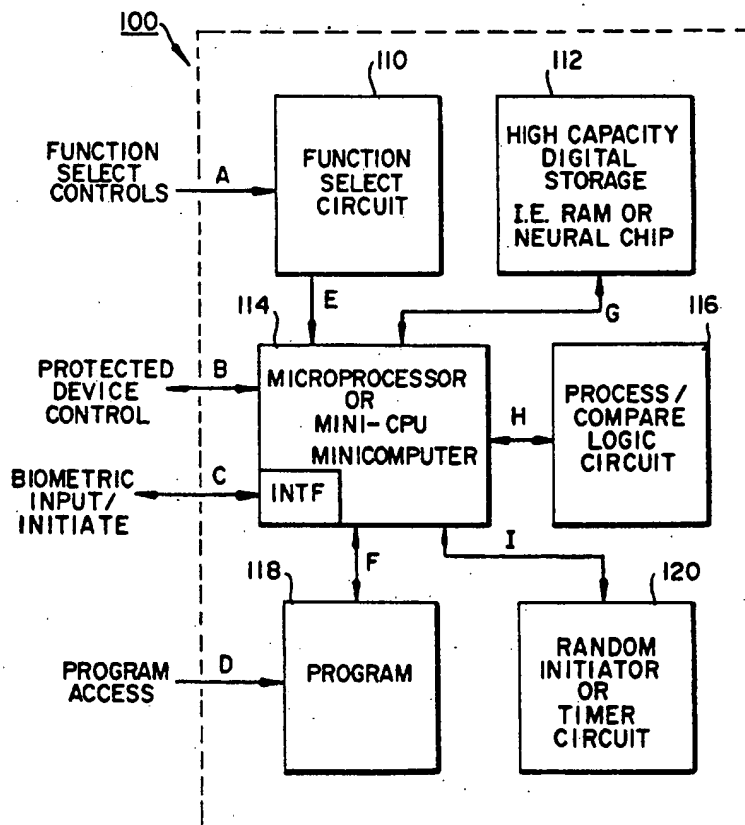 100
110
112
FUNCTION
SELECT
CONTROLS
A
FUNCTION
SELECT
CIRCUIT
HIGH CAPACITY
DIGITAL
STORAGE
I.E. RAM OR
NEURAL CHIP
E
G
114
116
PROTECTED
DEVICE
CONTROL
B
MICROPROCESSOR
OR
MINI-CPU
MINICOMPUTER
H
PROCESS/
COMPARE
LOGIC
CIRCUIT
BIOMETRIC
INPUT/
INITIATE
C
INTF
F
I
118
120
PROGRAM
ACCESS
D
PROGRAM
RANDOM
INITIATOR
OR
TIMER
CIRCUIT